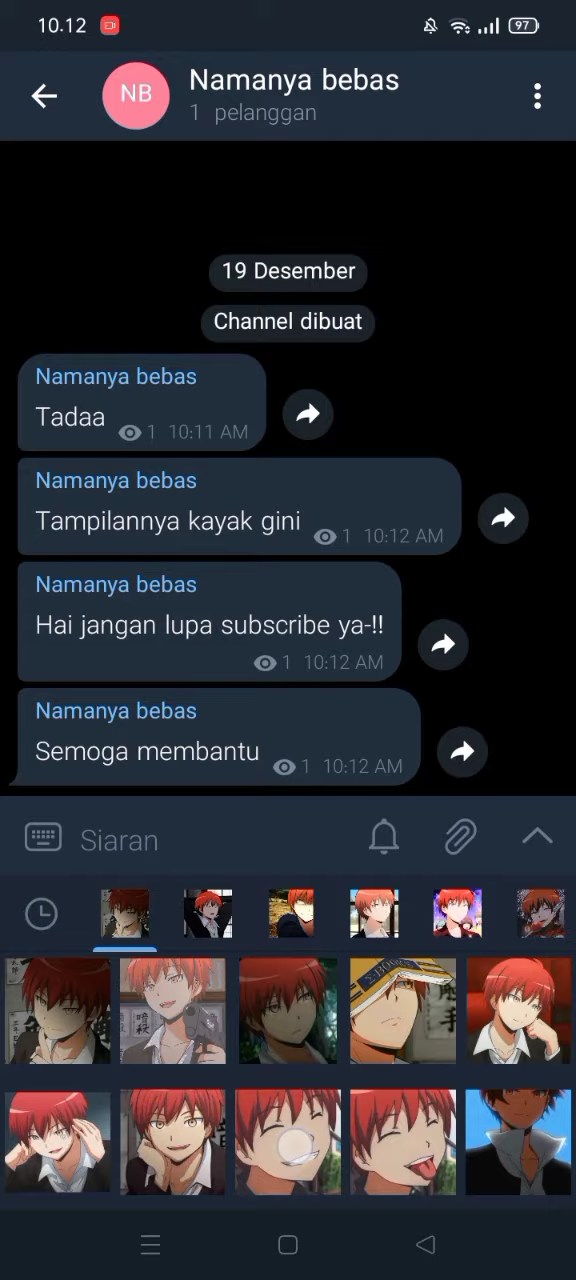 10.12
97
NB
Namanya bebas
1 pelanggan
19 Desember
Channel dibuat
Namanya bebas
Tadaa
1 10:11 AM
Namanya bebas
Tampilannya kayak gini
1 10:12 AM
Namanya bebas
Hai jangan lupa subscribe ya-!!
1 10:12 AM
Namanya bebas
Semoga membantu
1 10:12 AM
Siaran